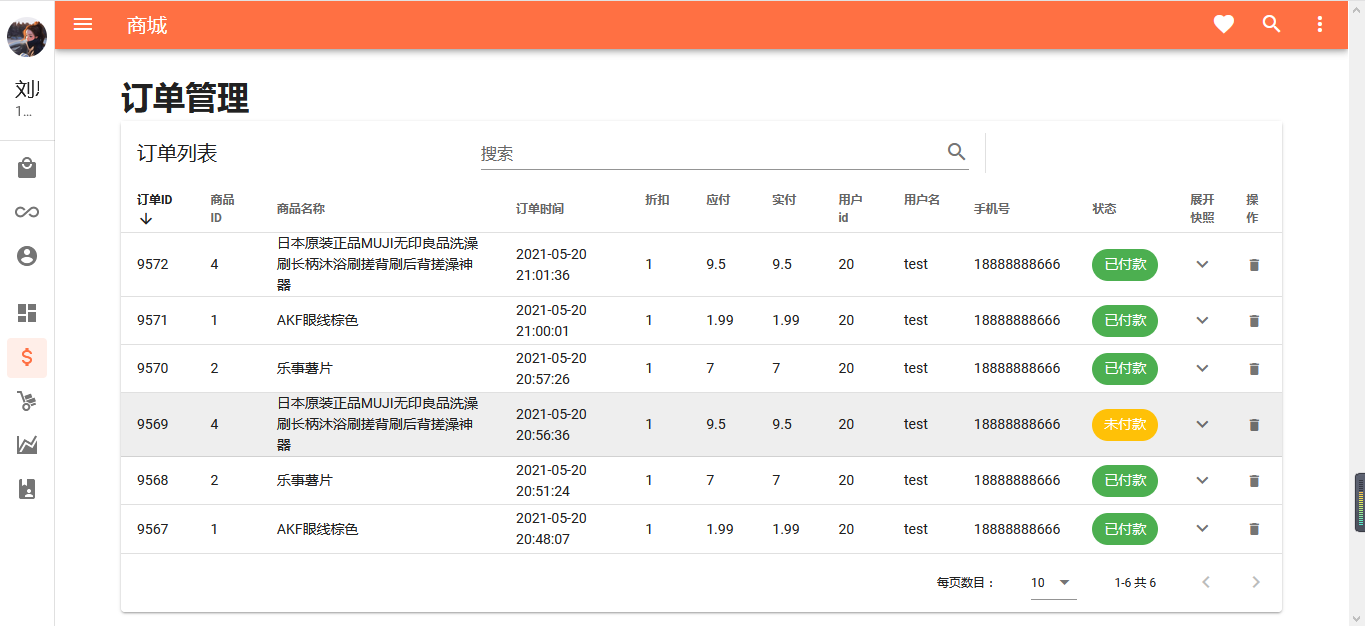 商城
刘
1...
订单管理
订单列表
搜索
订单ID
商品
ID
商品名称
订单时间
折扣
应付
实付
用户
id
用户名
手机号
状态
展开
快照
操
作
9572
4
日本原装正品MUJI无印良品洗澡
刷长柄沐浴刷搓背刷后背搓澡神
器
2021-05-20
21:01:36
1
9.5
9.5
20
test
18888888666
已付款
9571
1
AKF眼线棕色
2021-05-20
21:00:01
1
1.99
1.99
20
test
18888888666
已付款
9570
2
乐事薯片
2021-05-20
20:57:26
1
7
7
20
test
18888888666
已付款
9569
4
日本原装正品MUJI无印良品洗澡
刷长柄沐浴刷搓背刷后背搓澡神
器
2021-05-20
20:56:36
1
9.5
9.5
20
test
18888888666
未付款
9568
2
乐事薯片
2021-05-20
20:51:24
1
7
7
20
test
18888888666
已付款
9567
1
AKF眼线棕色
2021-05-20
20:48:07
1
1.99
1.99
20
test
18888888666
已付款
每页数目：
10
1-6 共 6